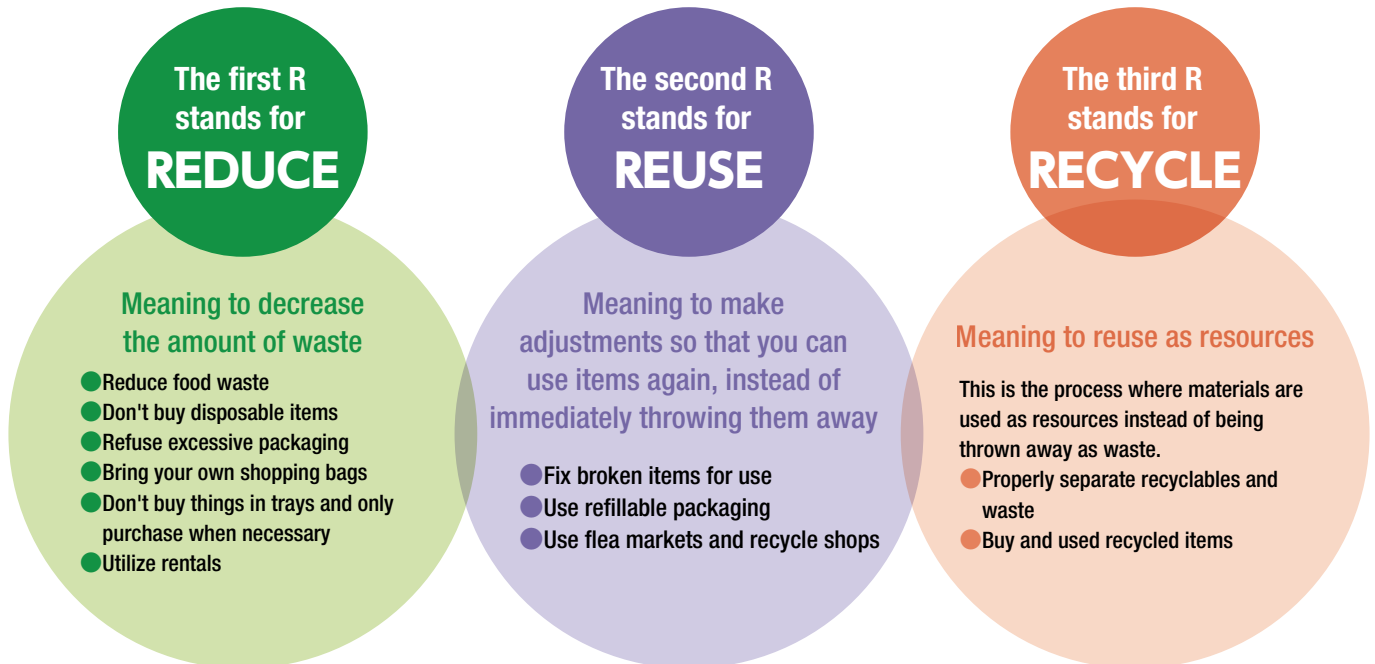 The first R
stands for
REDUCE
Meaning to decrease
the amount of waste
●Reduce food waste
●Don't buy disposable items
●Refuse excessive packaging
●Bring your own shopping bags
●Don't buy things in trays and only
purchase when necessary
●Utilize rentals
The second R
stands for
REUSE
Meaning to make
adjustments so that you can
use items again, instead of
immediately throwing them away
●Fix broken items for use
●Use refillable packaging
●Use flea markets and recycle shops
The third R
stands for
RECYCLE
Meaning to reuse as resources
This is the process where materials are
used as resources instead of being
thrown away as waste.
●Properly separate recyclables and
waste
●Buy and used recycled items